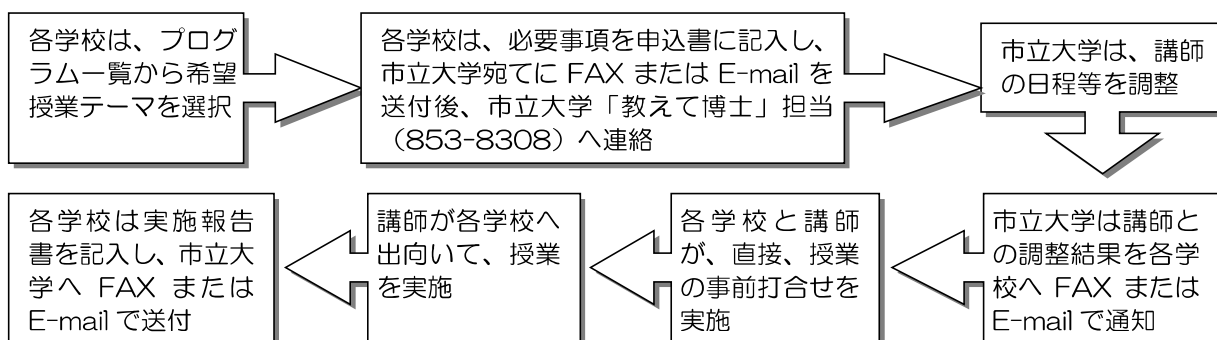 各学校は、プログ
ラム一覧から希望
授業テーマを選択
各学校は、必要事項を申込書に記入し、
市立大学宛てに FAX または E-mail を
送付後、市立大学「教えて博士」担当
（853-8308）へ連絡
市立大学は、講師
の日程等を調整
市立大学は講師と
の調整結果を各学
校へ FAX または
E-mail で通知
各学校と講師
が、直接、授業
の事前打合せを
実施
講師が各学校へ
出向いて、授業
を実施
各学校は実施報告
書を記入し、市立大
学へ FAX または
E-mail で送付